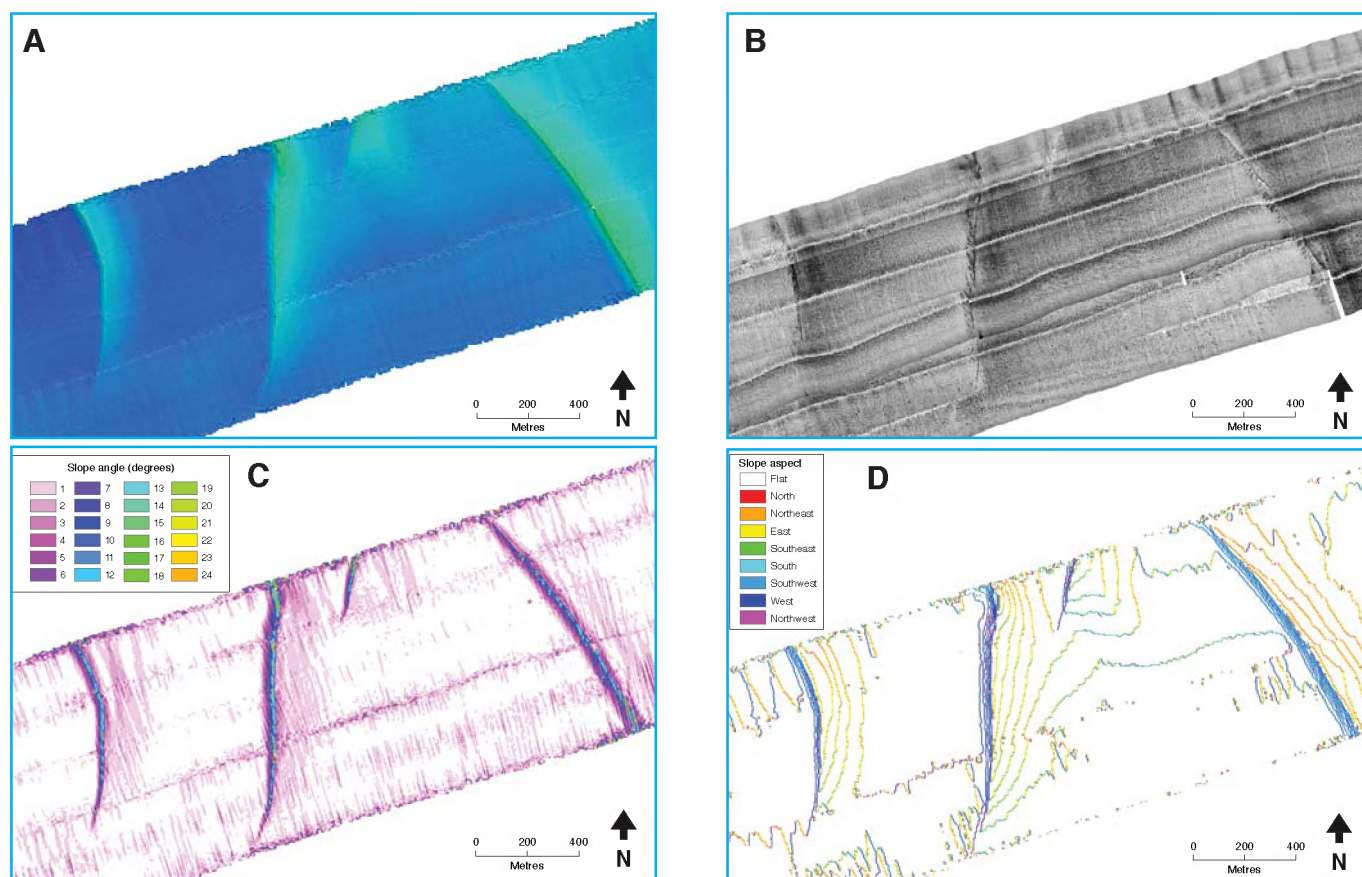 A
0 200 400
Metres
N
B
0 200 400
Metres
N
C
Slope angle (degrees)
1 7 13 19
2 8 14 20
3 9 15 21
4 10 16 22
5 11 17 23
6 12 18 24
0 200 400
Metres
N
D
Slope aspect
Flat
North
Northeast
East
Southeast
South
Southwest
West
Northwest
0 200 400
Metres
N